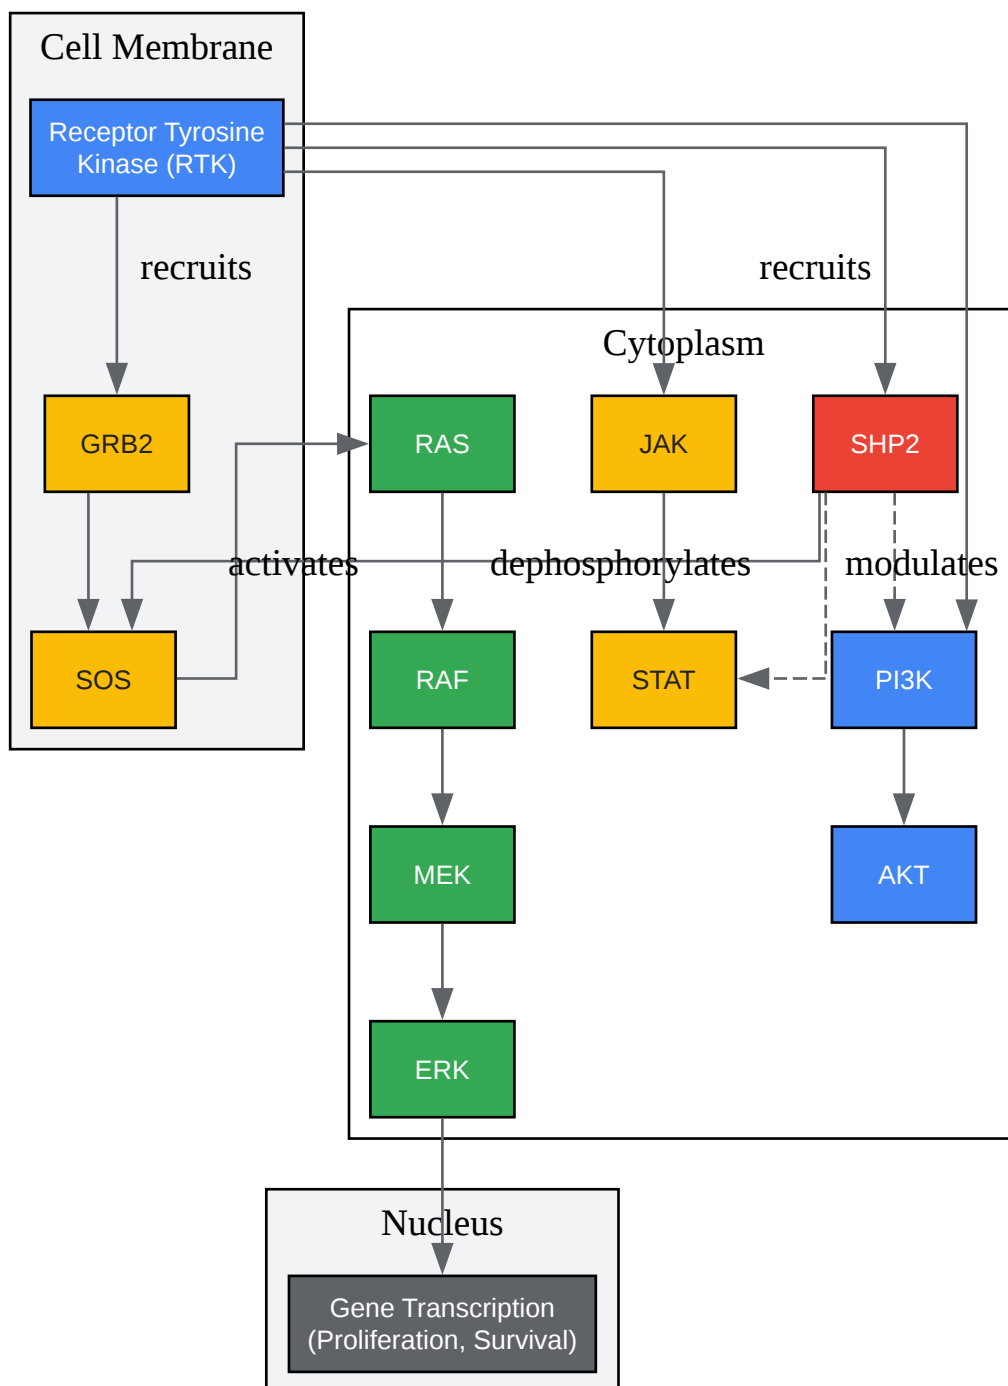 Cell Membrane
Receptor Tyrosine
Kinase (RTK)
recruits
recruits
Cytoplasm
GRB2
RAS
JAK
SHP2
activates
dephosphorylates
modulates
SOS
RAF
STAT
PI3K
MEK
AKT
ERK
Nucleus
Gene Transcription
(Proliferation, Survival)